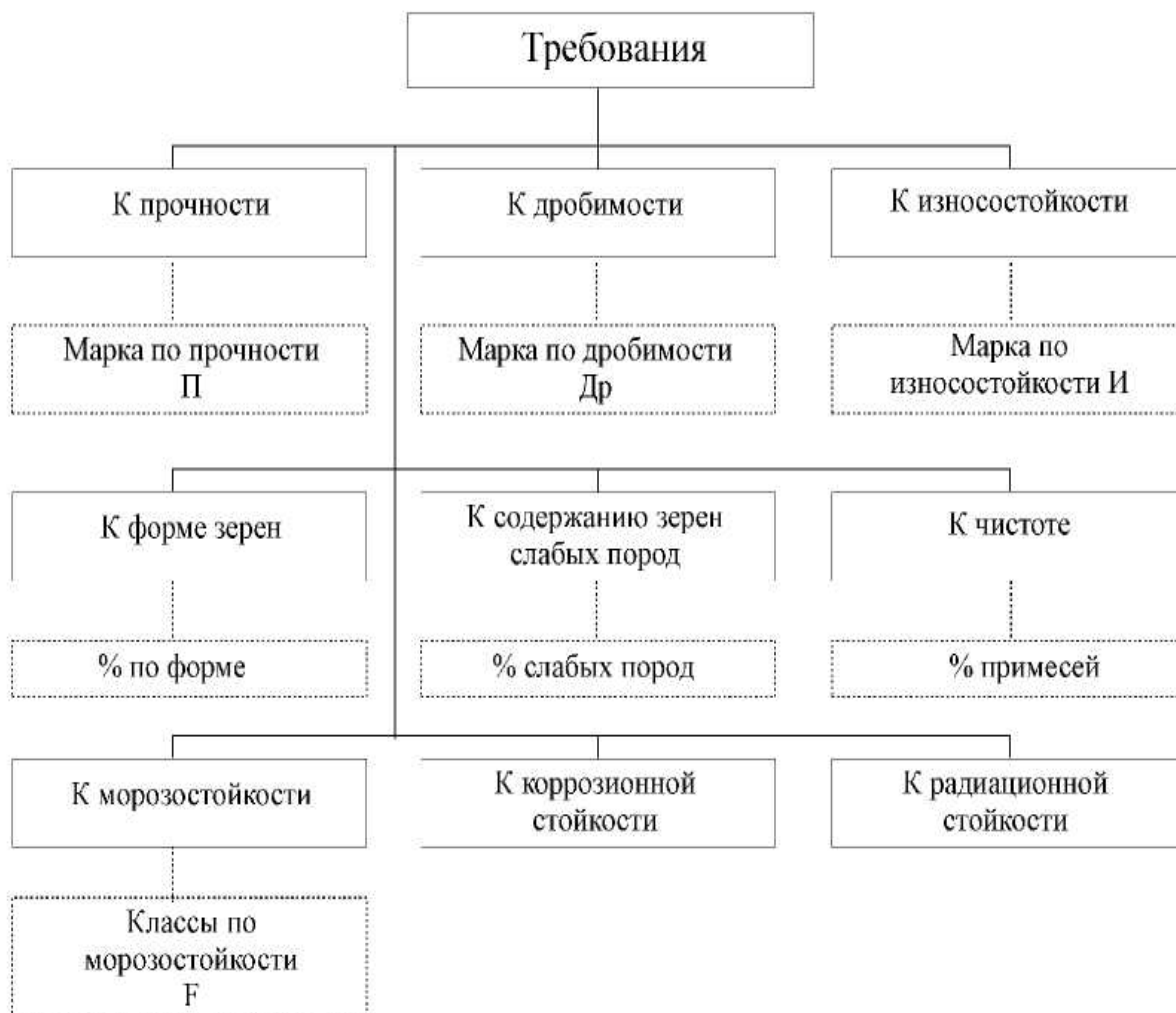 Требования
К прочности
К дробимости
К износостойкости
Марка по прочности
П
Марка по дробимости
Др
Марка по
износостойкости И
К форме зерен
К содержанию зерен
слабых пород
К чистоте
% по форме
% слабых пород
% примесей
К морозостойкости
К коррозионной
стойкости
К радиационной
стойкости
Классы по
морозостойкости
F